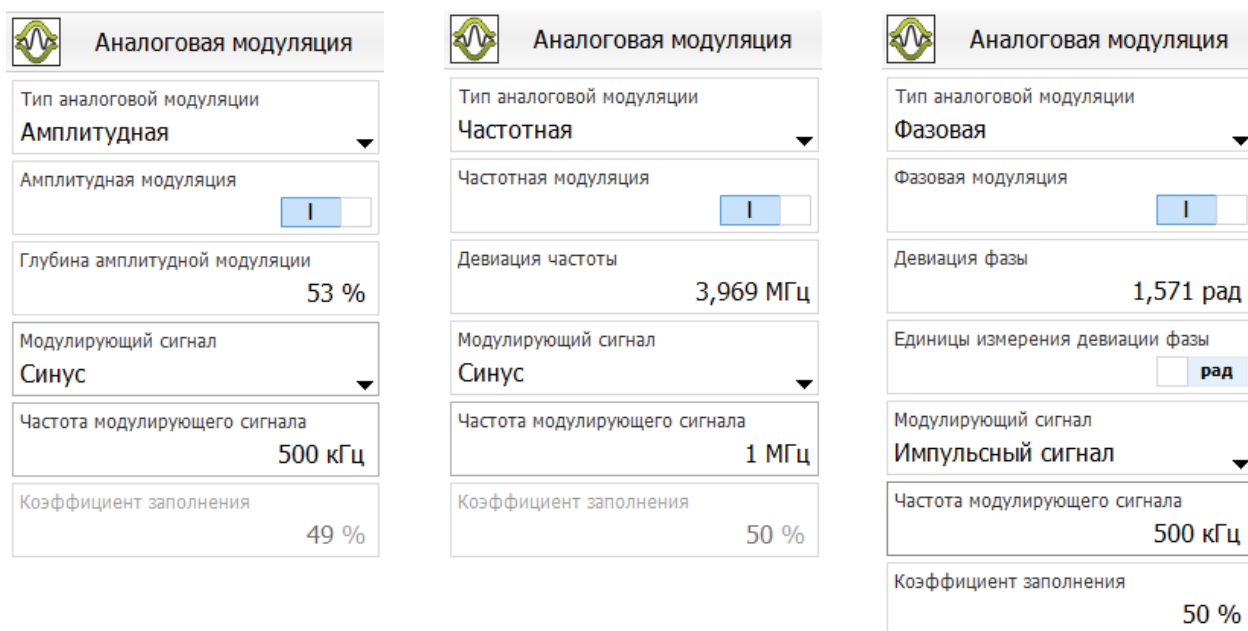 Аналоговая модуляция
Тип аналоговой модуляции
Амплитудная
Амплитудная модуляция
I
Глубина амплитудной модуляции
53 %
Модулирующий сигнал
Синус
Частота модулирующего сигнала
500 кГц
Коэффициент заполнения
49 %
Аналоговая модуляция
Тип аналоговой модуляции
Частотная
Частотная модуляция
I
Девиация частоты
3,969 МГц
Модулирующий сигнал
Синус
Частота модулирующего сигнала
1 МГц
Коэффициент заполнения
50 %
Аналоговая модуляция
Тип аналоговой модуляции
Фазовая
Фазовая модуляция
I
Девиация фазы
1,571 рад
Единицы измерения девиации фазы
рад
Модулирующий сигнал
Импульсный сигнал
Частота модулирующего сигнала
500 кГц
Коэффициент заполнения
50 %